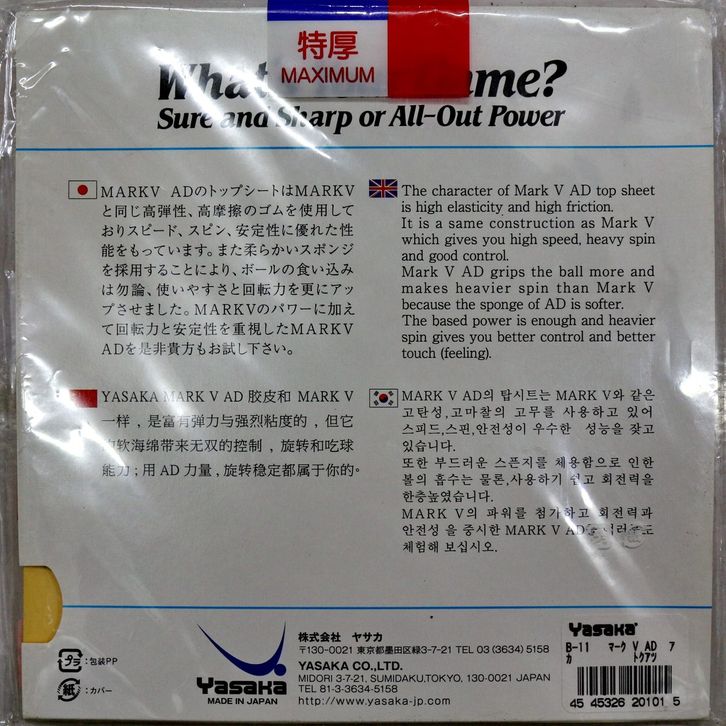 特厚
MAXIMUM
What me?
Sure and Sharp or All-Out Power
MARKV ADのトップシートはMARKV
と同じ高弾性、高摩擦のゴムを使用して
おりスピード、スピン、安定性に優れた性
能をもっています。また柔らかいスポンジ
を採用することにより、ボールの食い込み
は勿論、使いやすさと回転力を更にアッ
プさせました。MARKVのパワーに加え
て回転力と安定性を重視したMARKV
ADを是非貴方もお試し下さい。
The character of Mark V AD top sheet
is high elasticity and high friction.
It is a same construction as Mark V
which gives you high speed, heavy spin
and good control.
Mark V AD grips the ball more and
makes heavier spin than Mark V
because the sponge of AD is softer.
The based power is enough and heavier
spin gives you better control and better
touch (feeling).
YASAKA MARK V AD 胶皮和 MARK V
一样，是富有弹力与强烈粘度的，但它
的软海绵带来无双的控制，旋转和吃球
能力；用 AD 力量，旋转稳定都属于你的。
MARK V AD의 탑시트는 MARK V와 같은
고탄성,고마찰의 고무를 사용하고 있어
스피드,스핀,안전성이 우수한 성능을 갖고
있습니다.
또한 부드러운 스폰지를 채용함으로 인한
볼의 흡수는 물론,사용하기 쉽고 회전력을
한층높였습니다.
MARK V의 파워를 첨가하고 회전력과
안전성 을 중시한 MARK V AD를
체험해 보십시오.
プラ :包装PP
紙 :カバー
Yasaka
MADE IN JAPAN
株式会社 ヤサカ
〒130-0021 東京都墨田区緑3-7-21 TEL 03 (3634) 5158
YASAKA CO.,LTD.
MIDORI 3-7-21, SUMIDAKU,TOKYO, 130-0021 JAPAN
TEL 81-3-3634-5158
http://www.yasaka-jp.com
Yasaka
B-11 マーク V AD ア
カ トクアツ
45 45326 20101 5